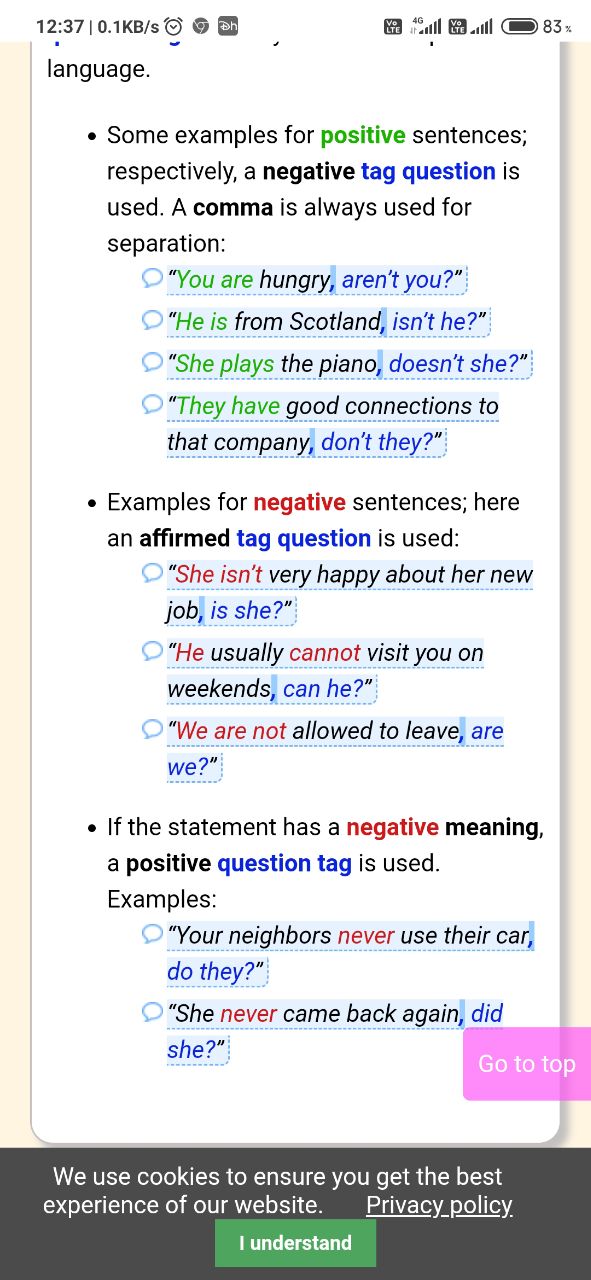 12:37 | 0.1KB/s
Vo LTE 4G Vo LTE 83%
language.
• Some examples for positive sentences;
respectively, a negative tag question is
used. A comma is always used for
separation:
“You are hungry, aren’t you?”
“He is from Scotland, isn’t he?”
“She plays the piano, doesn’t she?”
“They have good connections to
that company, don’t they?”
• Examples for negative sentences; here
an affirmed tag question is used:
“She isn’t very happy about her new
job, is she?”
“He usually cannot visit you on
weekends, can he?”
“We are not allowed to leave, are
we?”
• If the statement has a negative meaning,
a positive question tag is used.
Examples:
“Your neighbors never use their car,
do they?”
“She never came back again, did
she?”
Go to top
We use cookies to ensure you get the best
experience of our website. Privacy policy
I understand